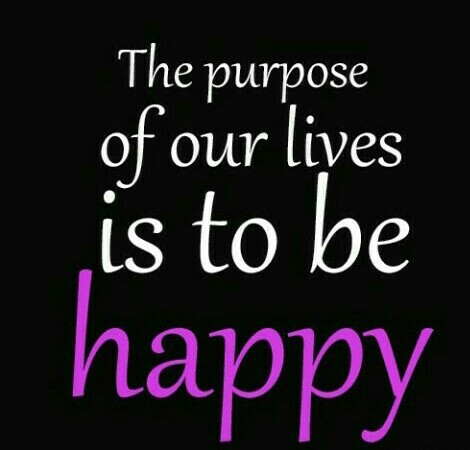 The purpose
of our lives
is to be
happy